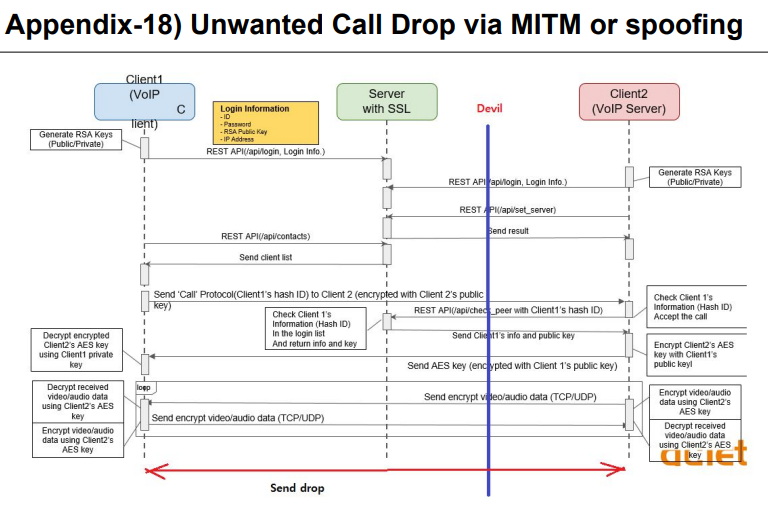 Appendix-18) Unwanted Call Drop via MITM or spoofing
Client1
(VoIP
C
lient)
Login Information
- ID
- Password
- RSA Public Key
- IP Address
Server
with SSL
Devil
Client2
(VoIP Server)
Generate RSA Keys
(Public/Private)
REST API(/api/login, Login Info.)
REST API(/api/login, Login Info.)
Generate RSA Keys
(Public/Private)
REST API(/api/set_server)
Send result
REST API(/api/contacts)
Send client list
Send 'Call' Protocol(Client1's hash ID) to Client 2 (encrypted with Client 2's public
key)
REST API(/api/check_peer with Client1's hash ID)
Check Client 1's
Information (Hash ID)
Accept the call
Check Client 1's
Information (Hash ID)
In the login list
And return info and key
Send Client1's info and public key
Encrypt Client2's AES
key with Client1's
public keyl
Decrypt encrypted
Client2's AES key
using Client1 private
key
Send AES key (encrypted with Client 1's public key)
loop
Decrypt received
video/audio data
using Client2's AES
key
Send encrypt video/audio data (TCP/UDP)
Encrypt video/audio
data using Client2's
AES key
Send encrypt video/audio data (TCP/UDP)
Encrypt video/audio
data using Client2's AES
key
Decrypt received
video/audio data
using Client2's AES
key
quiet
Send drop